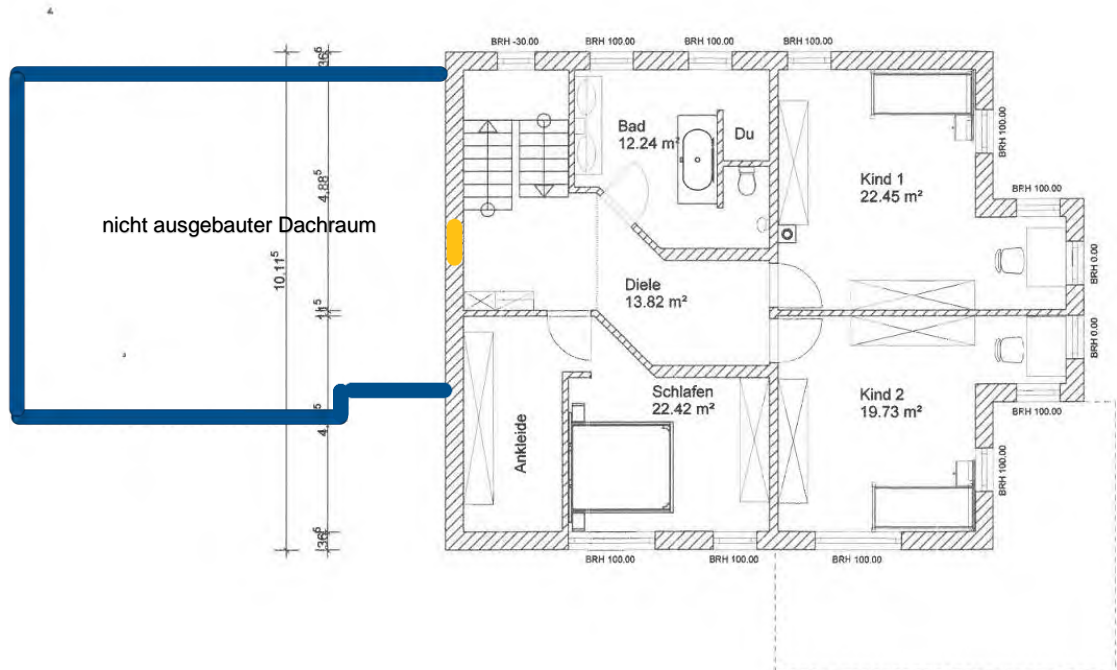 BRH -30.00
BRH 100.00
BRH 100.00
BRH 100.00
36⁵
Bad
12.24 m²
Du
BRH 100.00
Kind 1
22.45 m²
BRH 100.00
4.88⁵
nicht ausgebauter Dachraum
10.11⁵
Diele
13.82 m²
BRH 0.00
11⁵
BRH 0.00
Schlafen
22.42 m²
Kind 2
19.73 m²
BRH 100.00
Ankleide
BRH 100.00
36⁵
BRH 100.00
BRH 100.00
BRH 100.00